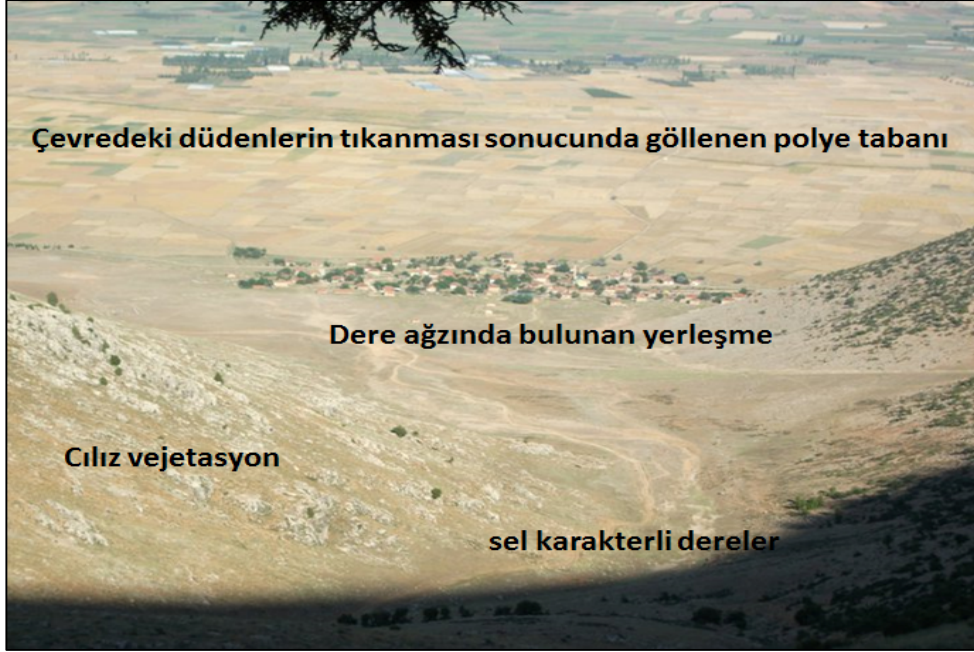 Çevredeki düdenlerin tıkanması sonucunda göllenen polye tabanı
Dere ağzında bulunan yerleşme
Cılız vejetasyon
sel karakterli dereler